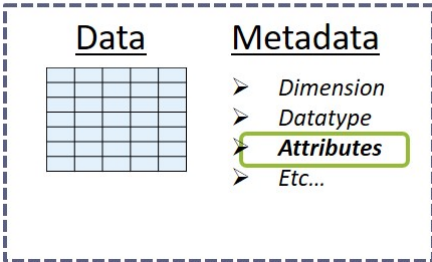 Data
Metadata
➢ Dimension
➢ Datatype
➢ Attributes
➢ Etc...